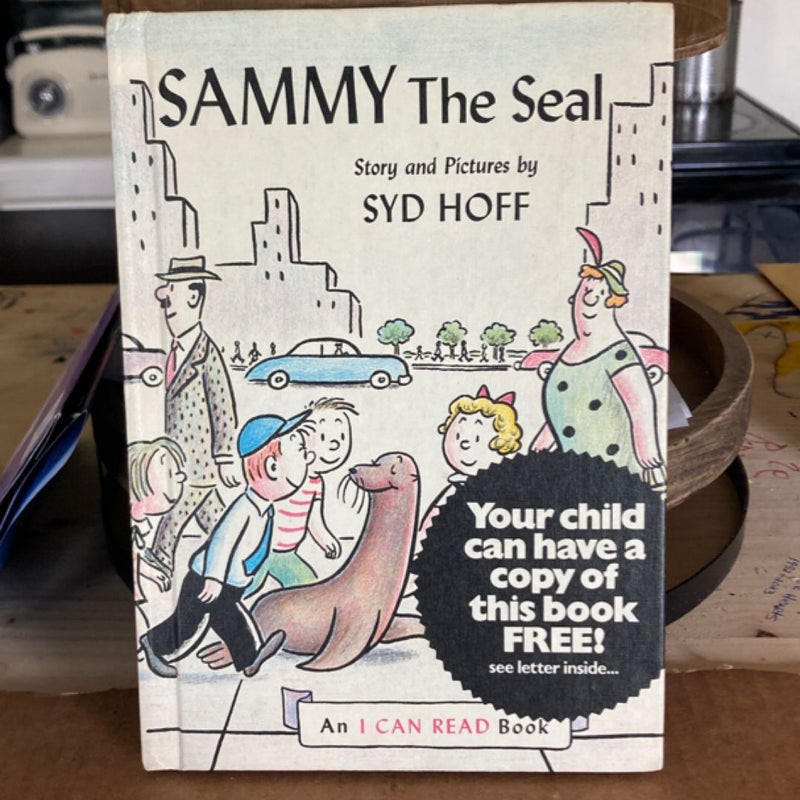 SAMMY The Seal
Story and Pictures by
SYD HOFF
Your child
can have a
copy of
this book
FREE!
see letter inside...
An I CAN READ Book